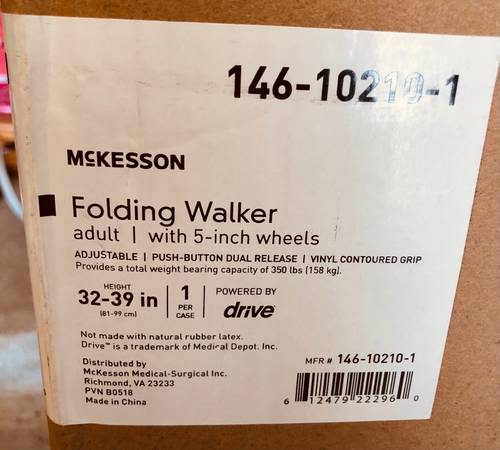 146-10210-1
McKESSON
Folding Walker
adult | with 5-inch wheels
ADJUSTABLE | PUSH-BUTTON DUAL RELEASE | VINYL CONTOURED GRIP
Provides a total weight bearing capacity of 350 lbs (158 kg).
HEIGHT
32-39 in
(81-99 cm)
1
PER
CASE
POWERED BY
drive
Not made with natural rubber latex.
Drive™ is a trademark of Medical Depot. Inc.
Distributed by
McKesson Medical-Surgical Inc.
Richmond, VA 23233
PVN B0518
Made in China
MFR # 146-10210-1
6 12479 22296 0